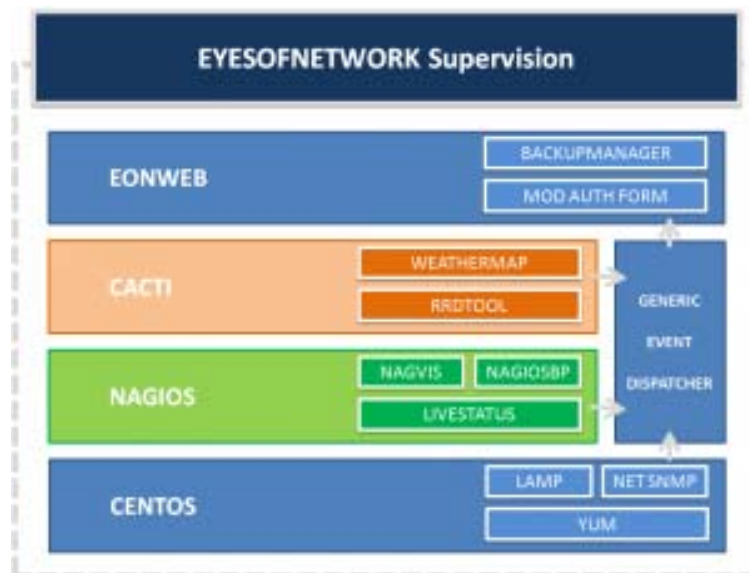 EYESOFNETWORK Supervision
EONWEB
BACKUPMANAGER
MOD AUTH FORM
CACTI
WEATHERMAP
RRDTOOL
GENERIC
EVENT
DISPATCHER
NAGIOS
NAGVIS NAGIOSBP
LIVESTATUS
CENTOS
LAMP NET SNMP
YUM